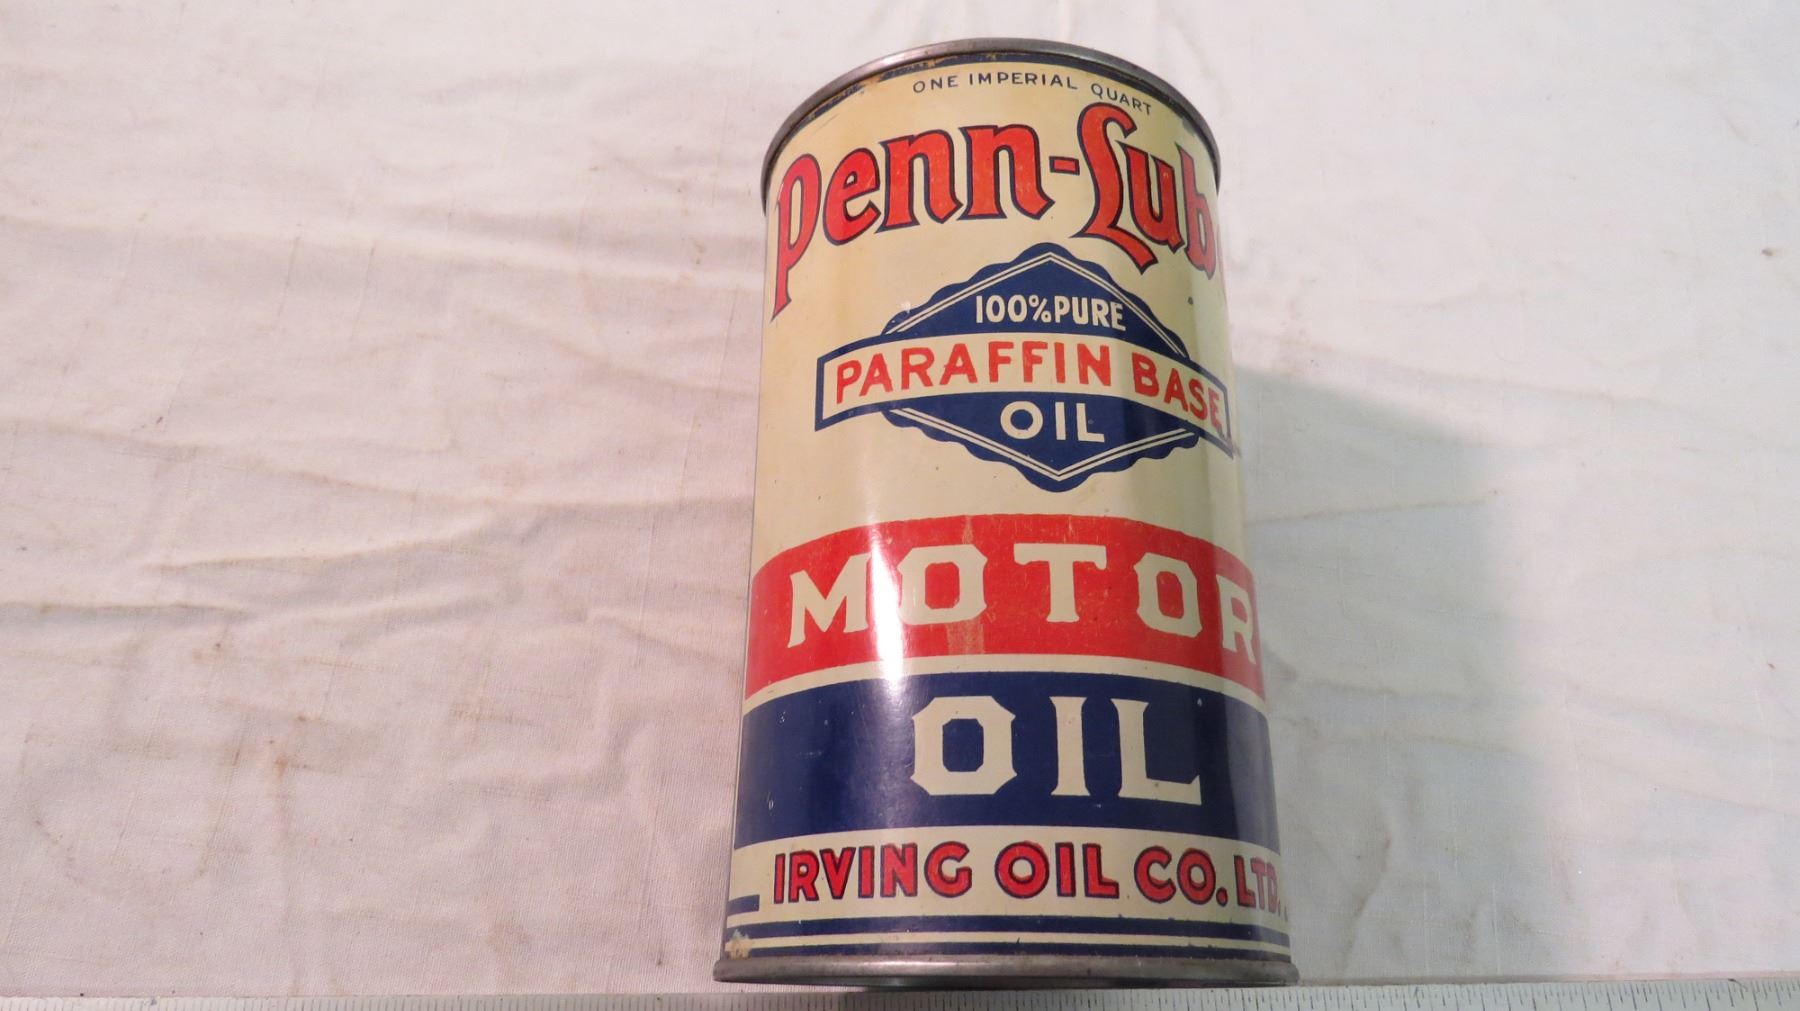 ONE IMPERIAL QUART
Penn-Lub
100% PURE
PARAFFIN BASE
OIL
MOTOR
OIL
IRVING OIL CO. LTD.